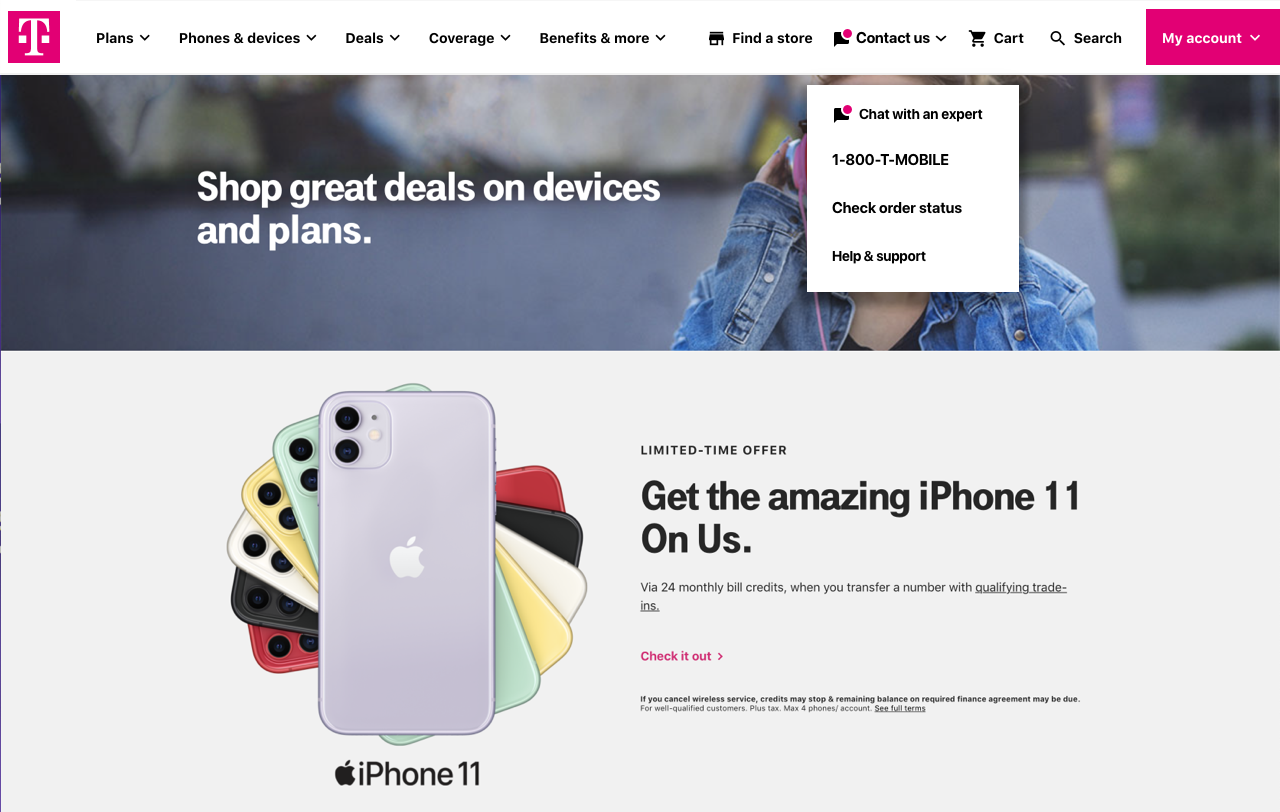 T
Plans
Phones & devices
Deals
Coverage
Benefits & more
Find a store
Contact us
Cart
Search
My account
Chat with an expert
1-800-T-MOBILE
Check order status
Help & support
Shop great deals on devices
and plans.
LIMITED-TIME OFFER
Get the amazing iPhone 11
On Us.
Via 24 monthly bill credits, when you transfer a number with qualifying trade-
ins.
Check it out
If you cancel wireless service, credits may stop & remaining balance on required finance agreement may be due.
For well-qualified customers. Plus tax. Max 4 phones/ account. See full terms
iPhone 11